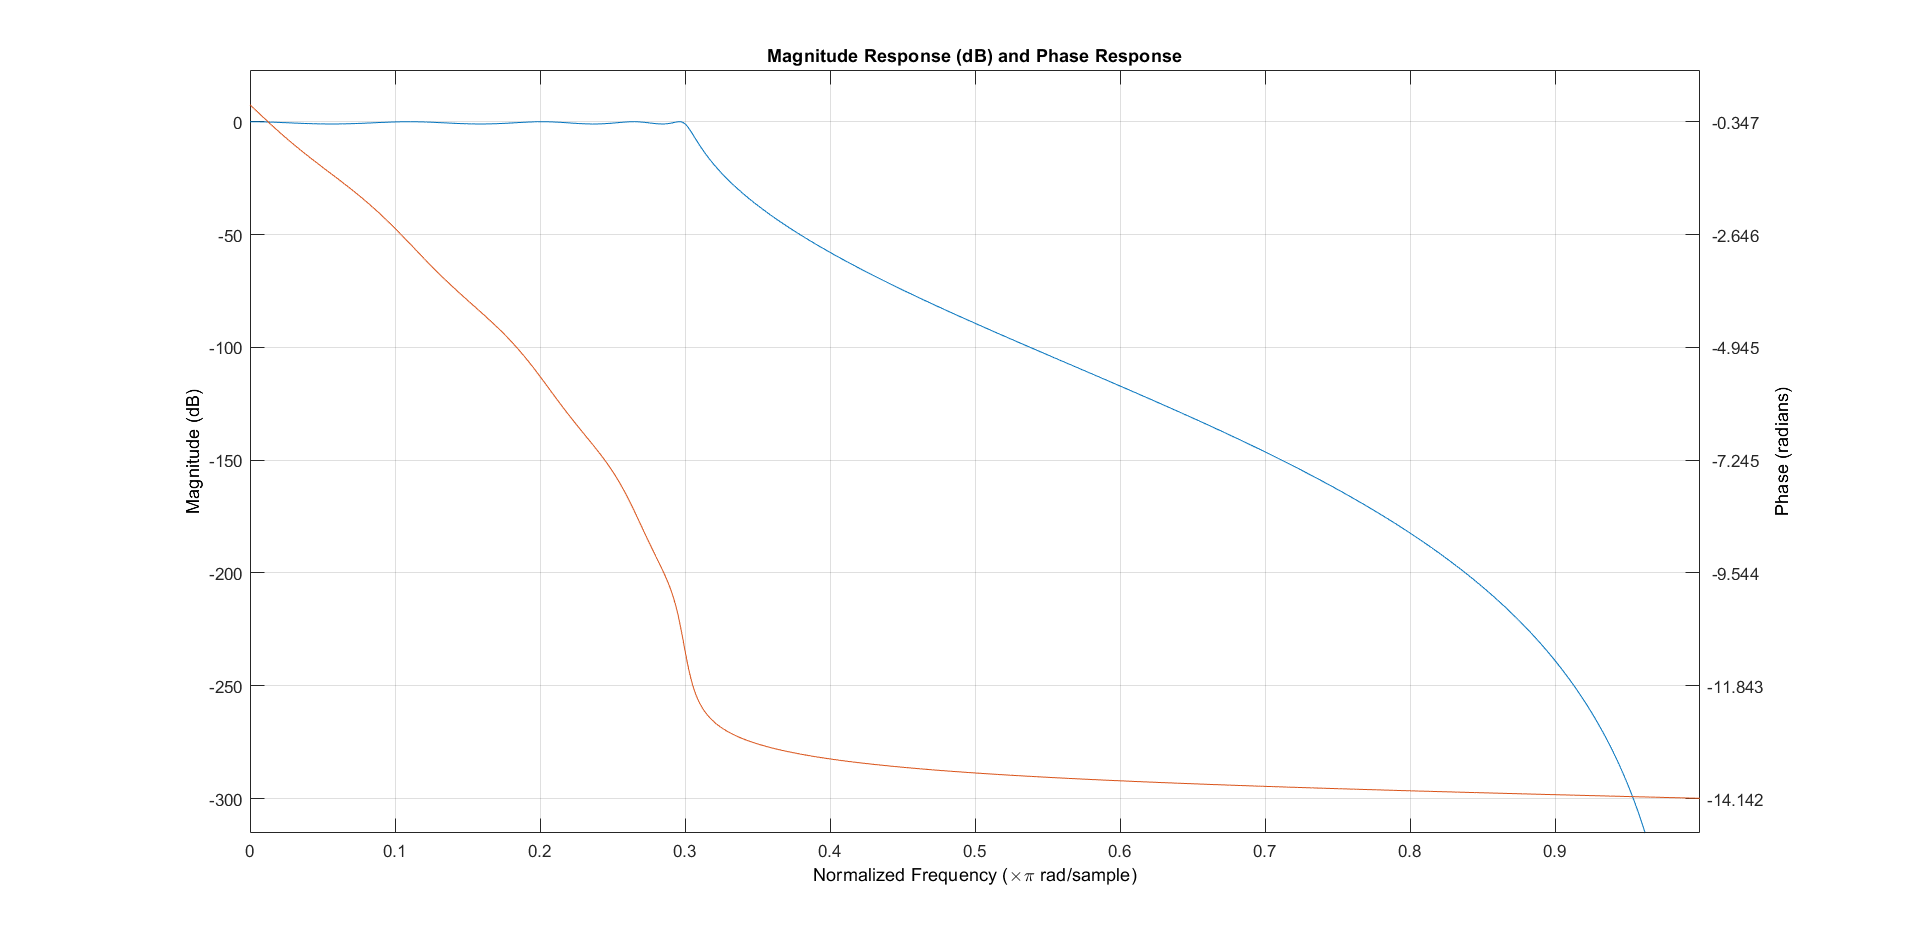 Magnitude Response (dB) and Phase Response
0
-50
-100
-150
-200
-250
-300
Magnitude (dB)
-0.347
-2.646
-4.945
-7.245
-9.544
-11.843
-14.142
Phase (radians)
0 0.1 0.2 0.3 0.4 0.5 0.6 0.7 0.8 0.9
Normalized Frequency (×π rad/sample)